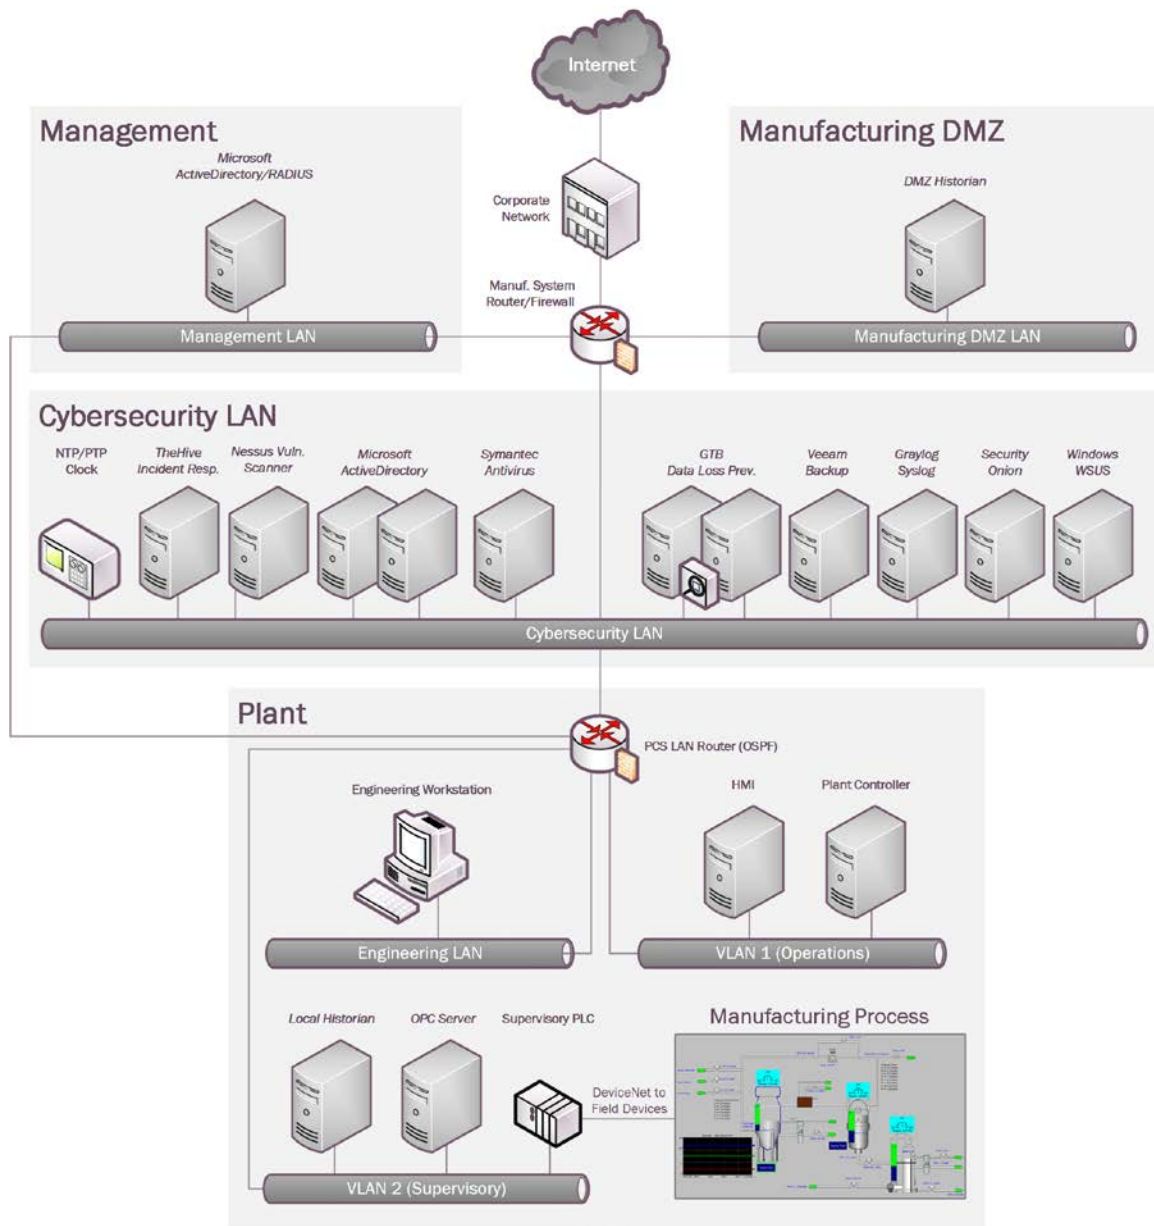 Internet
Management
Microsoft
ActiveDirectory/RADIUS
Management LAN
Corporate
Network
Manuf. System
Router/Firewall
Manufacturing DMZ
DMZ Historian
Manufacturing DMZ LAN
Cybersecurity LAN
NTP/PTP
Clock
TheHive
Incident Resp.
Nessus Vuln.
Scanner
Microsoft
ActiveDirectory
Symantec
Antivirus
GTB
Data Loss Prev.
Veeam
Backup
Graylog
Syslog
Security
Onion
Windows
WSUS
Cybersecurity LAN
Plant
PCS LAN Router (OSPF)
Engineering Workstation
HMI
Plant Controller
Engineering LAN
VLAN 1 (Operations)
Local Historian
OPC Server
Supervisory PLC
Manufacturing Process
DeviceNet to
Field Devices
VLAN 2 (Supervisory)